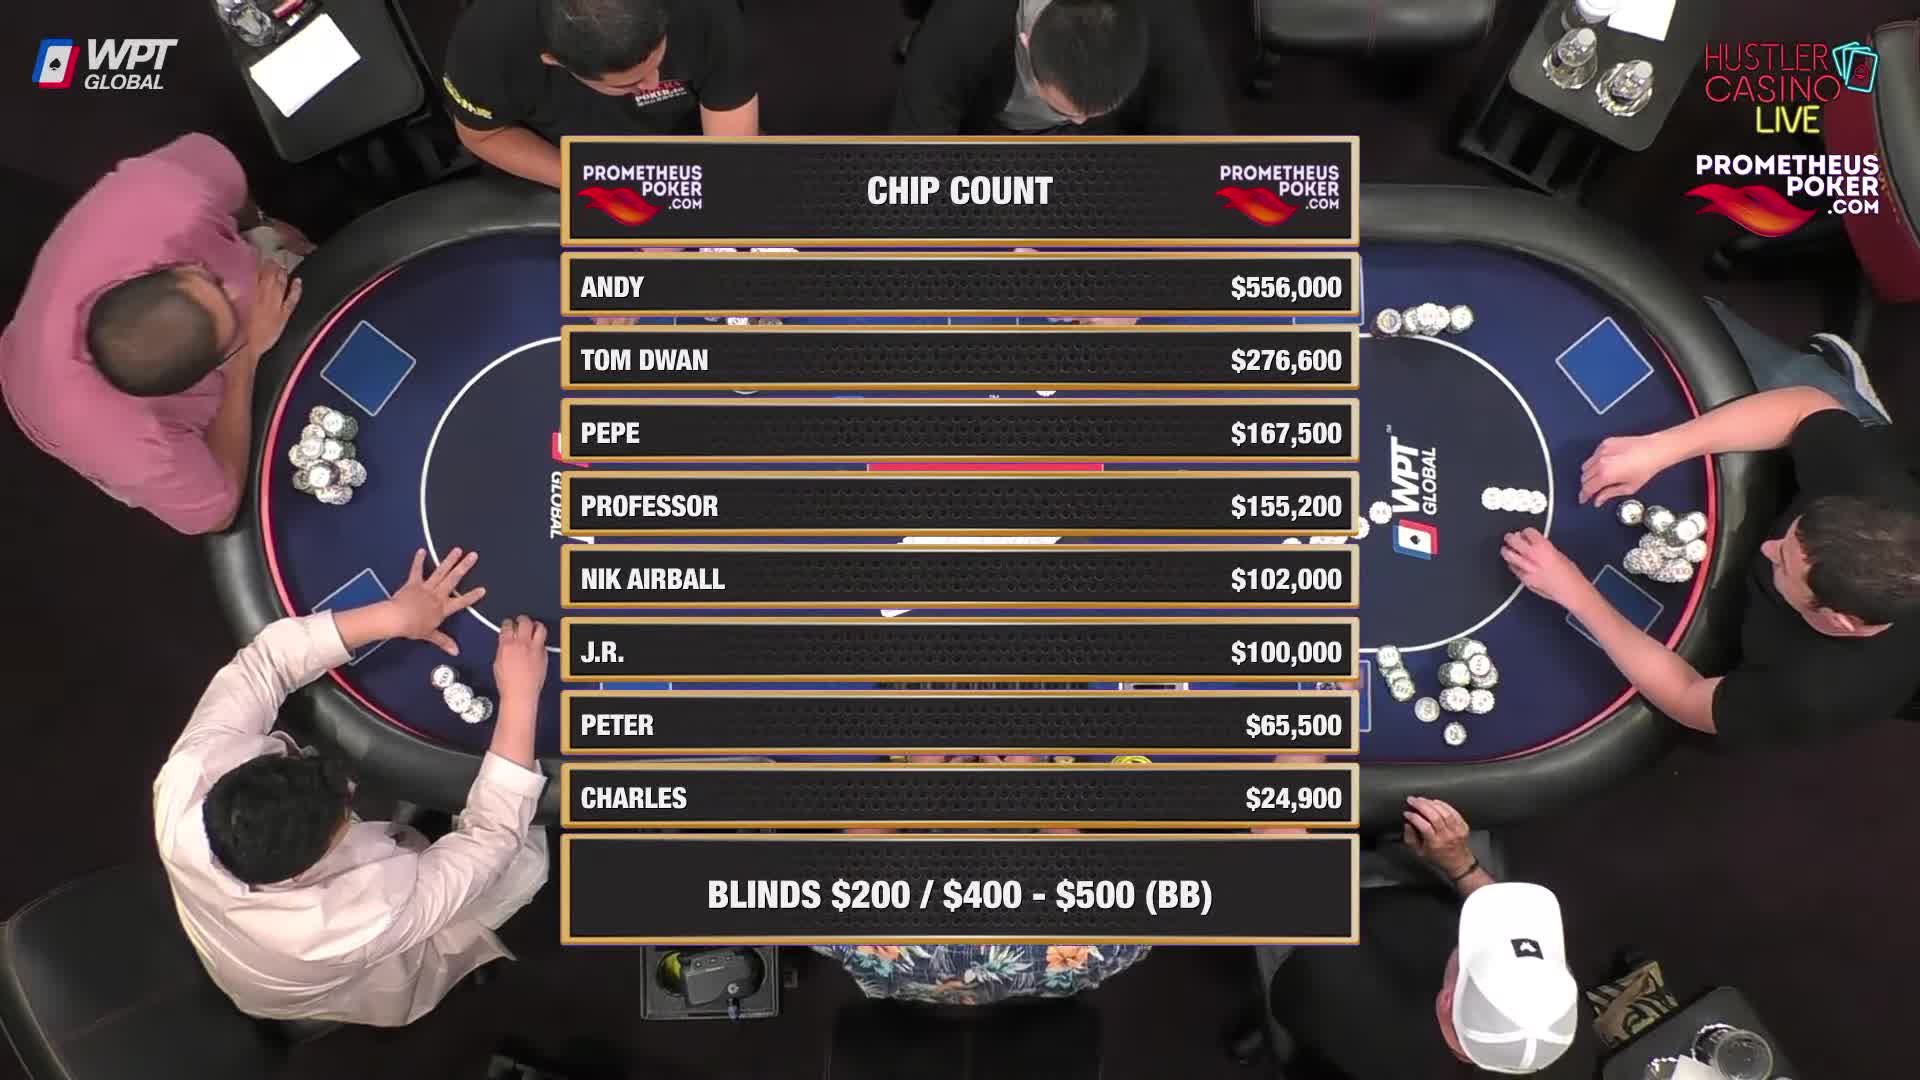 WPT
GLOBAL
HUSTLER
CASINO
LIVE
PROMETHEUS
POKER
.COM
PROMETHEUS
POKER
.COM
CHIP COUNT
PROMETHEUS
POKER
.COM
ANDY $556,000
TOM DWAN $276,600
PEPE $167,500
PROFESSOR $155,200
NIK AIRBALL $102,000
J.R. $100,000
PETER $65,500
CHARLES $24,900
BLINDS $200 / $400 - $500 (BB)
WPT
GLOBAL
GLOBAL